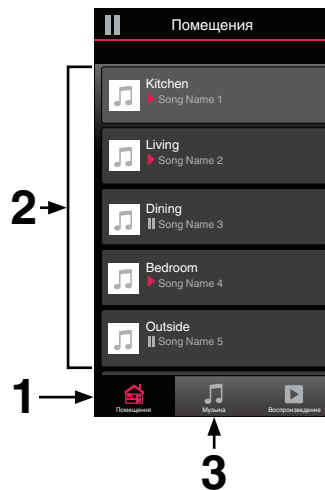 Помещения
Kitchen
Song Name 1
Living
Song Name 2
2
Dining
Song Name 3
Bedroom
Song Name 4
Outside
Song Name 5
1
Помещения
Музыка
Воспроизведение
3